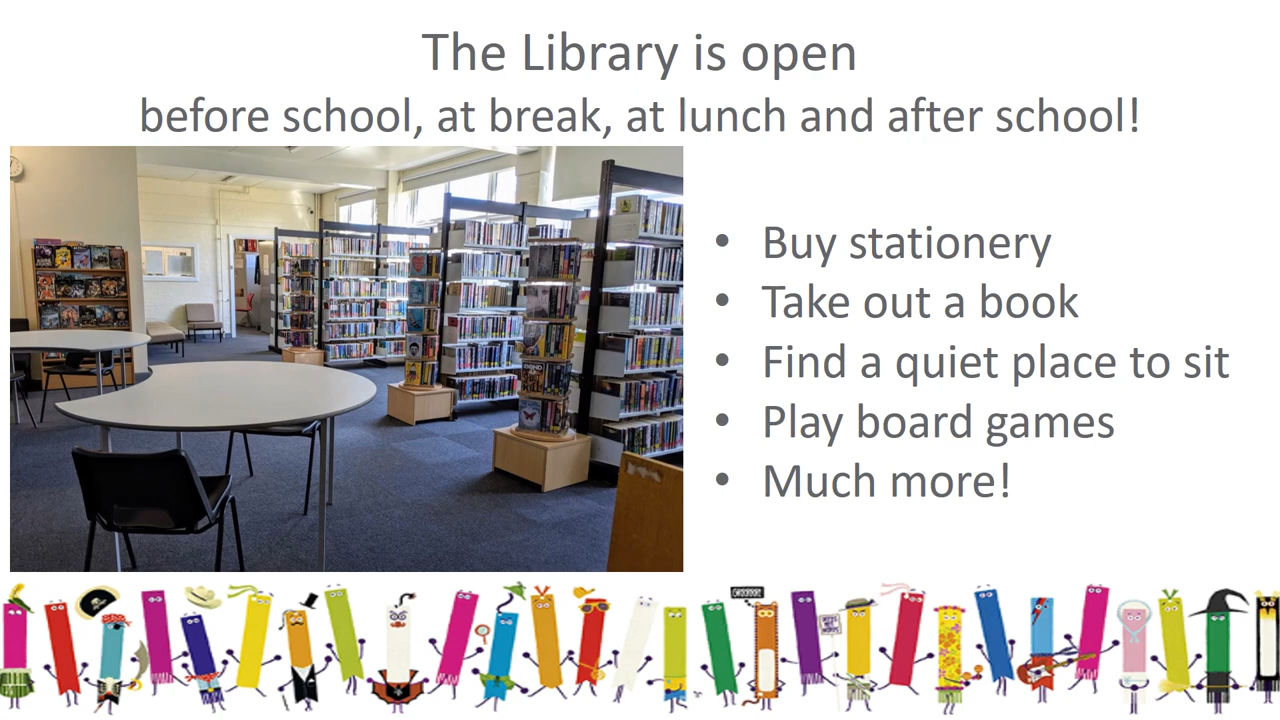 The Library is open
before school, at break, at lunch and after school!
• Buy stationery
• Take out a book
• Find a quiet place to sit
• Play board games
• Much more!